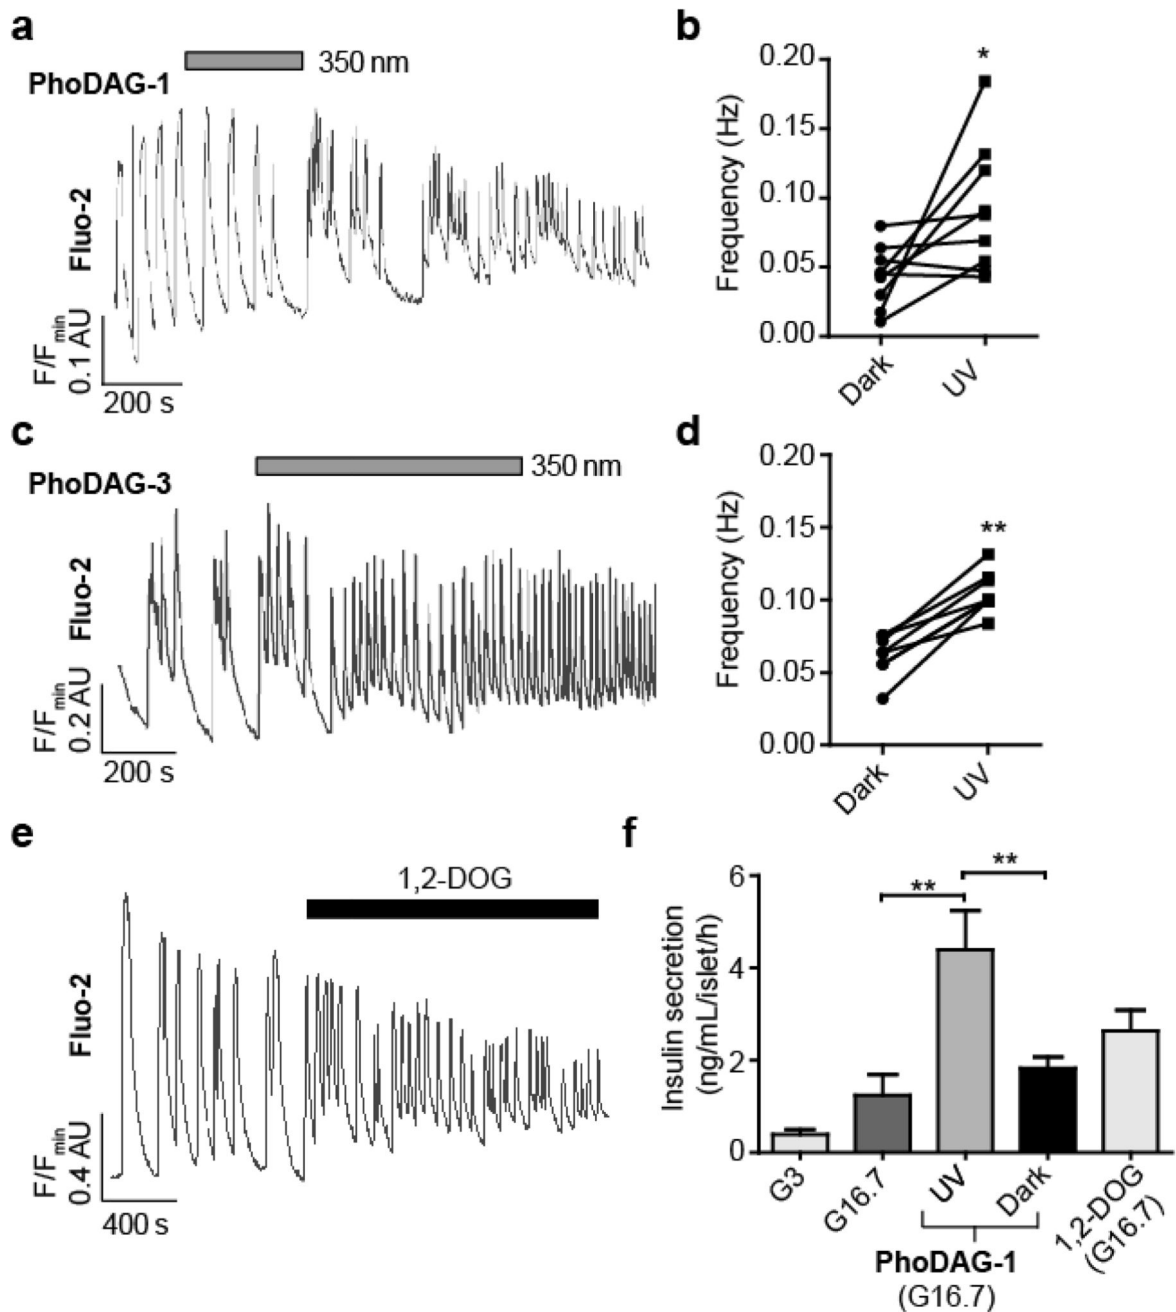 a
350 nm
PhoDAG-1
Fluo-2
F/Fmin
0.1 AU
200 s
b
*
0.20
0.15
0.10
0.05
0.00
Frequency (Hz)
Dark
UV
c
350 nm
PhoDAG-3
Fluo-2
F/Fmin
0.2 AU
200 s
d
0.20
**
0.15
0.10
0.05
0.00
Frequency (Hz)
Dark
UV
e
1,2-DOG
Fluo-2
F/Fmin
0.4 AU
400 s
f
**
**
6
4
2
0
Insulin secretion
(ng/mL/islet/h)
G3
G16.7
UV
Dark
1,2-DOG
(G16.7)
PhoDAG-1
(G16.7)